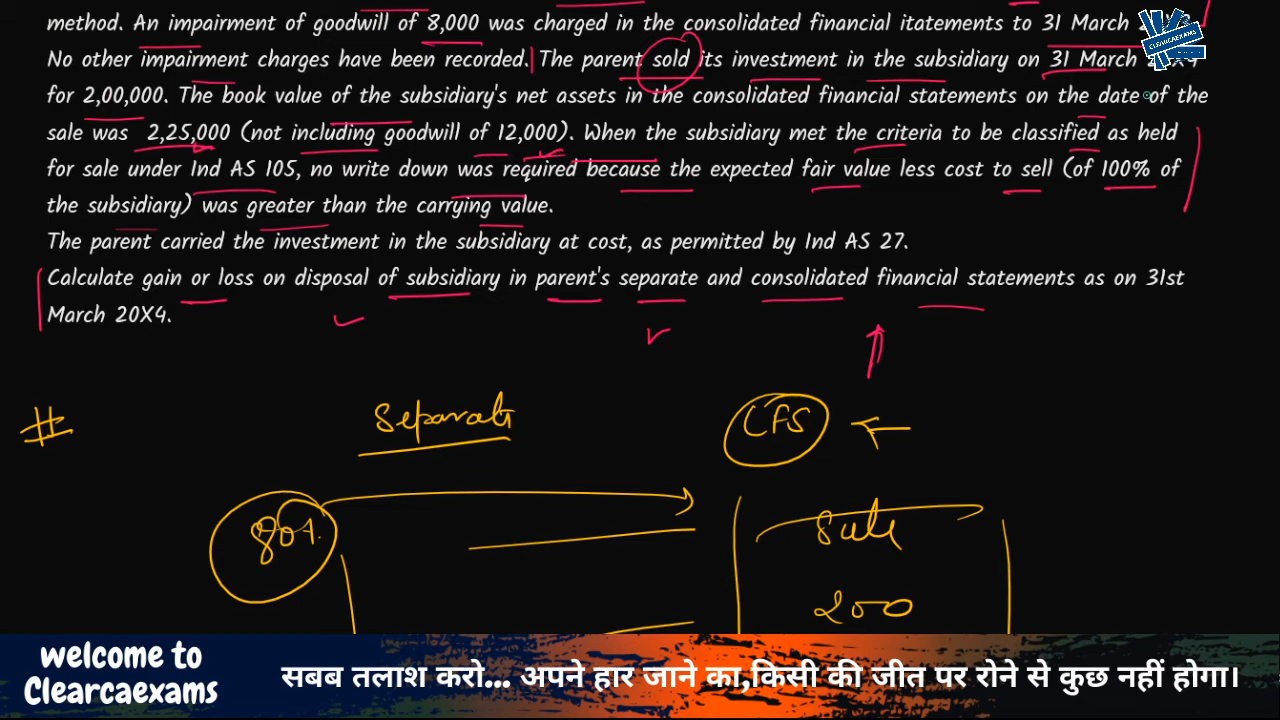 method. An impairment of goodwill of 8,000 was charged in the consolidated financial itatements to 31 March
No other impairment charges have been recorded. The parent sold its investment in the subsidiary on 31 March 20X4
for 2,00,000. The book value of the subsidiary's net assets in the consolidated financial statements on the date of the
sale was 2,25,000 (not including goodwill of 12,000). When the subsidiary met the criteria to be classified as held
for sale under Ind AS 105, no write down was required because the expected fair value less cost to sell (of 100% of
the subsidiary) was greater than the carrying value.
The parent carried the investment in the subsidiary at cost, as permitted by Ind AS 27.
Calculate gain or loss on disposal of subsidiary in parent's separate and consolidated financial statements as on 31st
March 20X4.
CLEARCAEXAMS
# Separate CFS
80%
Sale
200
welcome to
Clearcaexams
सबब तलाश करो... अपने हार जाने का,किसी की जीत पर रोने से कुछ नहीं होगा।